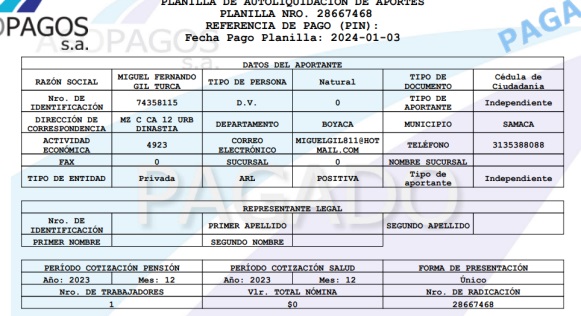 PLANILLA DE AUTOLIQUIDACIÓN DE APORTES
PLANILLA NRO. 28667468
REFERENCIA DE PAGO (PIN):
Fecha Pago Planilla: 2024-01-03
OPAGOS S.a.
PAGADO
DATOS DEL APORTANTE
RAZÓN SOCIAL MIGUEL FERNANDO GIL TURCA TIPO DE PERSONA Natural TIPO DE DOCUMENTO Cédula de Ciudadanía
Nro. DE IDENTIFICACIÓN 74358115 D.V. 0 TIPO DE APORTANTE Independiente
DIRECCIÓN DE CORRESPONDENCIA MZ C CA 12 URB DINASTIA DEPARTAMENTO BOYACA MUNICIPIO SAMACA
ACTIVIDAD ECONÓMICA 4923 CORREO ELECTRÓNICO MIGUELGIL811@HOTMAIL.COM TELÉFONO 3135388088
FAX 0 SUCURSAL 0 NOMBRE SUCURSAL
TIPO DE ENTIDAD Privada ARL POSITIVA Tipo de aportante Independiente
REPRESENTANTE LEGAL
Nro. DE IDENTIFICACIÓN PRIMER APELLIDO SEGUNDO APELLIDO
PRIMER NOMBRE SEGUNDO NOMBRE
PERÍODO COTIZACIÓN PENSIÓN PERÍODO COTIZACIÓN SALUD FORMA DE PRESENTACIÓN
Año: 2023 Mes: 12 Año: 2023 Mes: 12 Único
Nro. DE TRABAJADORES Vlr. TOTAL NÓMINA Nro. DE RADICACIÓN
1 $0 28667468